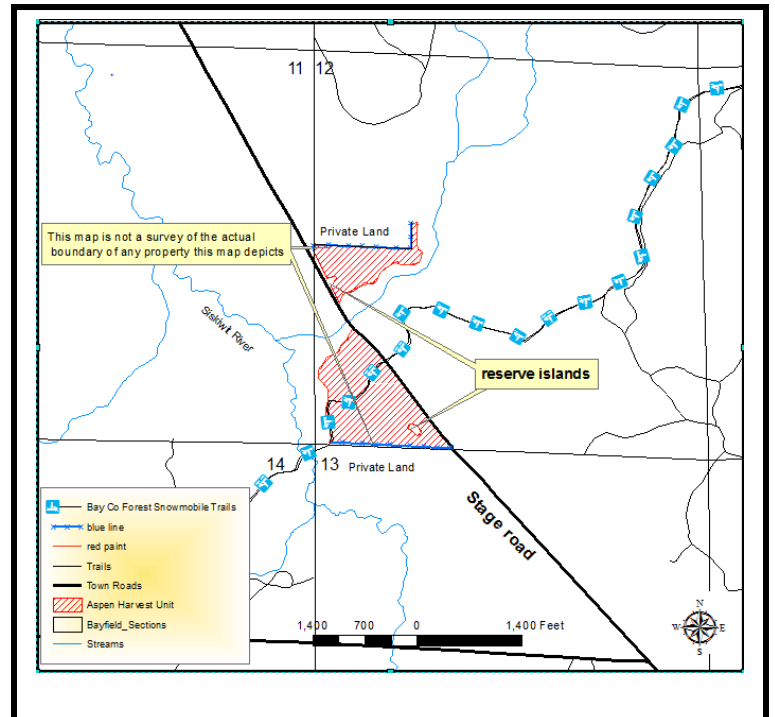 11 12
Private Land
This map is not a survey of the actual
boundary of any property this map depicts
Siskiwit River
reserve islands
14 13 Private Land
Stage road
Bay Co Forest Snowmobile Trails
blue line
red paint
Trails
Town Roads
Aspen Harvest Unit
Bayfield_Sections
Streams
1,400 700 0 1,400 Feet
N
W E
S